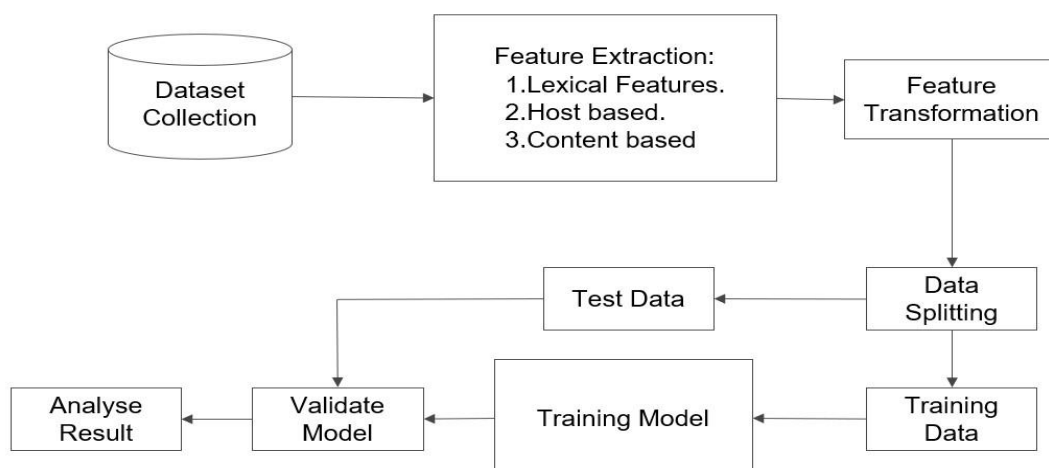 Dataset
Collection
Feature Extraction:
1.Lexical Features.
2.Host based.
3.Content based
Feature
Transformation
Test Data
Data
Splitting
Analyse
Result
Validate
Model
Training Model
Training
Data